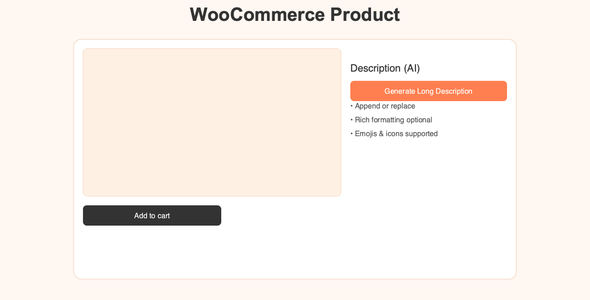 WooCommerce Product
Description (AI)
Generate Long Description
• Append or replace
• Rich formatting optional
• Emojis & icons supported
Add to cart